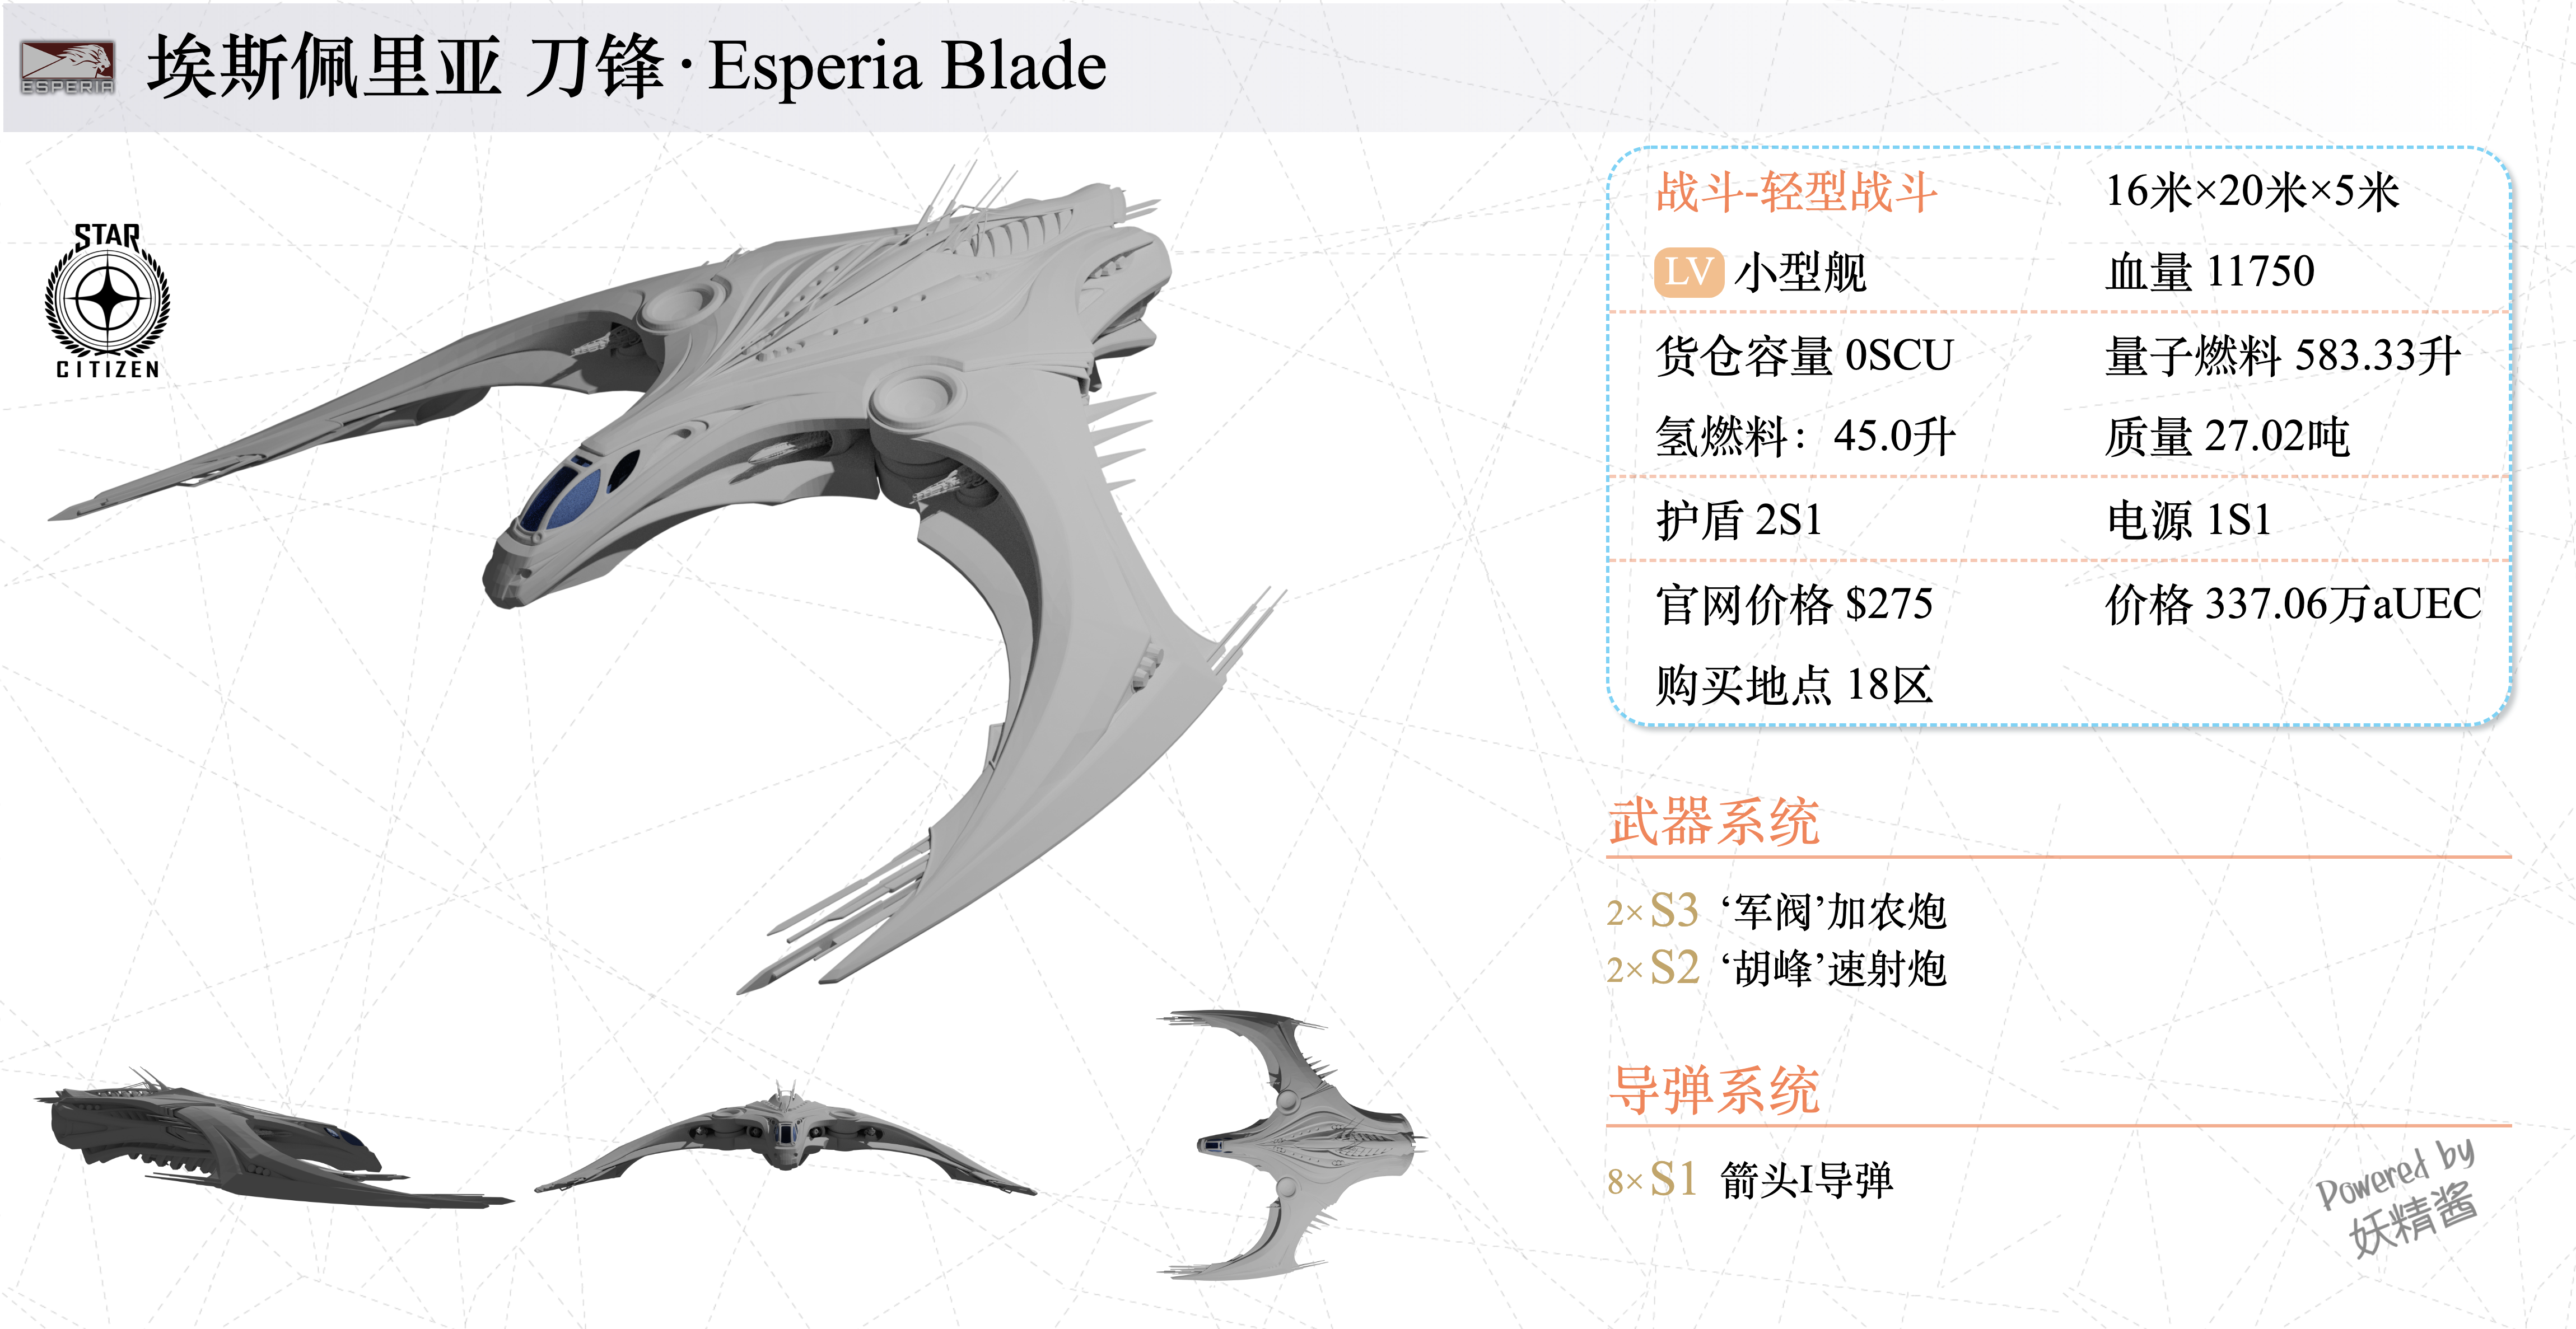 ESPERIA
埃斯佩里亚 刀锋·Esperia Blade
STAR
CITIZEN
战斗-轻型战斗
16米×20米×5米
LV 小型舰
血量 11750
货仓容量 0SCU
量子燃料 583.33升
氢燃料：45.0升
质量 27.02吨
护盾 2S1
电源 1S1
官网价格 $275
价格 337.06万aUEC
购买地点 18区
武器系统
2× S3 ‘军阀’加农炮
2× S2 ‘胡峰’速射炮
导弹系统
8× S1 箭头I导弹
Powered by
妖精酱